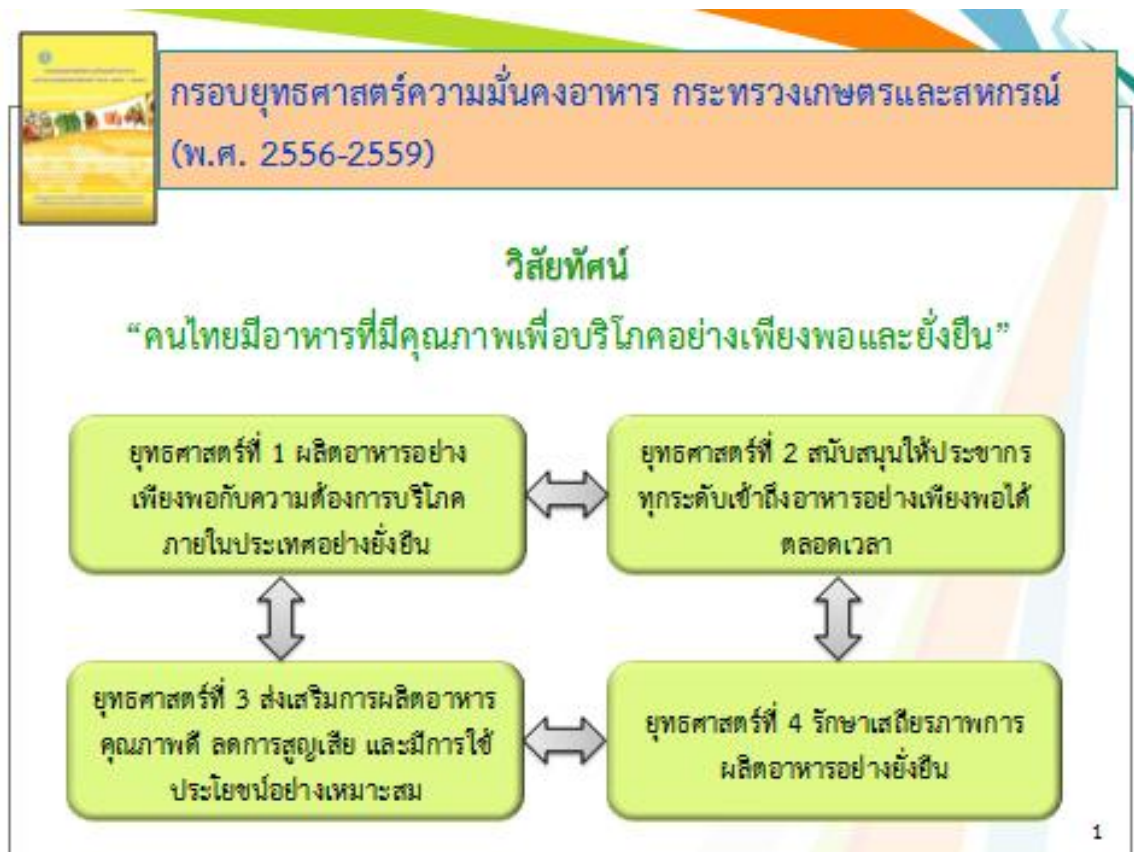 กรอบยุทธศาสตร์ความมั่นคงอาหาร กระทรวงเกษตรและสหกรณ์
(พ.ศ. 2556-2559)
วิสัยทัศน์
“คนไทยมีอาหารที่มีคุณภาพเพื่อบริโภคอย่างเพียงพอและยั่งยืน”
ยุทธศาสตร์ที่ 1 ผลิตอาหารอย่าง
เพียงพอกับความต้องการบริโภค
ภายในประเทศอย่างยั่งยืน
ยุทธศาสตร์ที่ 2 สนับสนุนให้ประชากร
ทุกระดับเข้าถึงอาหารอย่างเพียงพอได้
ตลอดเวลา
ยุทธศาสตร์ที่ 3 ส่งเสริมการผลิตอาหาร
คุณภาพดี ลดการสูญเสีย และมีการใช้
ประโยชน์อย่างเหมาะสม
ยุทธศาสตร์ที่ 4 รักษาเสถียรภาพการ
ผลิตอาหารอย่างยั่งยืน
1